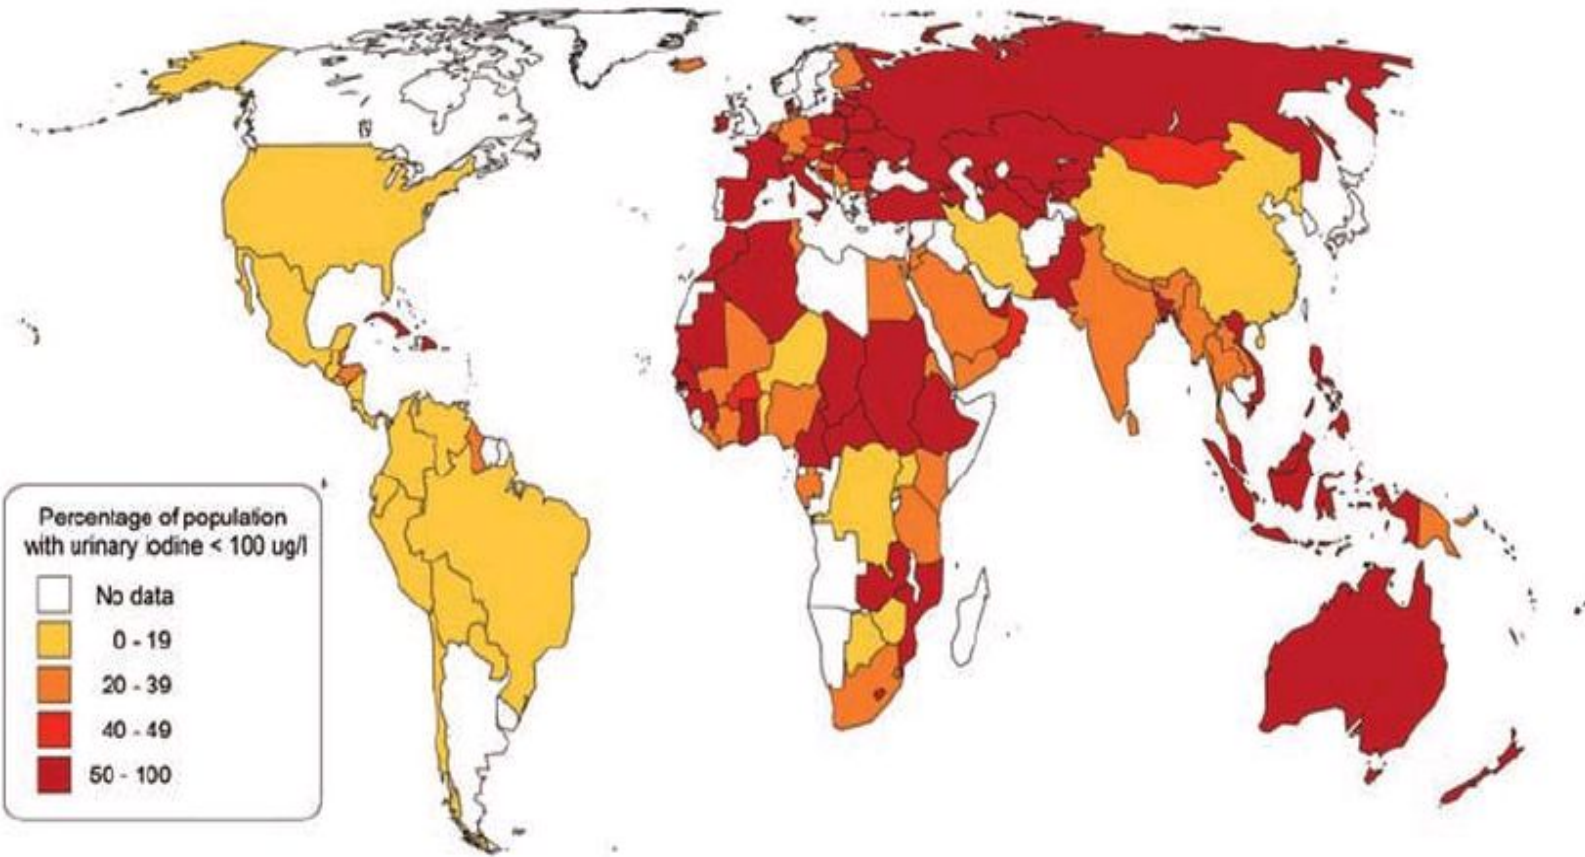 Percentage of population
with urinary iodine < 100 ug/l
No data
0 - 19
20 - 39
40 - 49
50 - 100